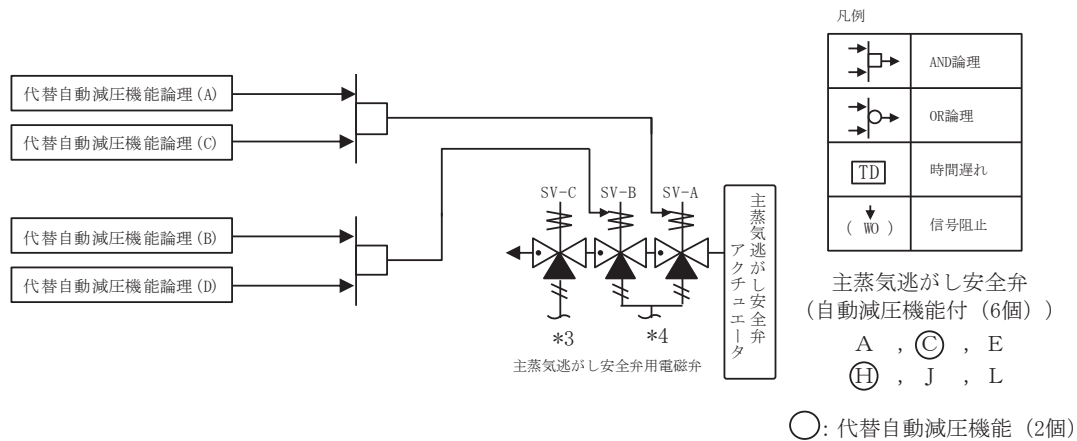 凡例
AND論理
OR論理
TD 時間遅れ
( WO ) 信号阻止
代替自動減圧機能論理(A)
代替自動減圧機能論理(C)
代替自動減圧機能論理(B)
代替自動減圧機能論理(D)
SV-C SV-B SV-A
主蒸気逃がし安全弁
アクチュエータ
*3 *4
主蒸気逃がし安全弁用電磁弁
主蒸気逃がし安全弁
(自動減圧機能付(6個))
A , C , E
H , J , L
: 代替自動減圧機能(2個)